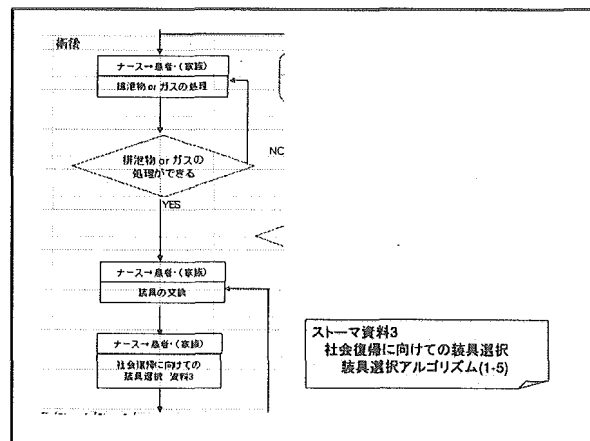 術後
ナース→患者・(家族)
排泄物 or ガスの処理
排泄物 or ガスの
処理ができる
NO
YES
ナース→患者・(家族)
装具の交換
ナース→患者・(家族)
社会復帰に向けての
装具選択 資料3
ストーマ資料3
社会復帰に向けての装具選択
装具選択アルゴリズム(1-5)